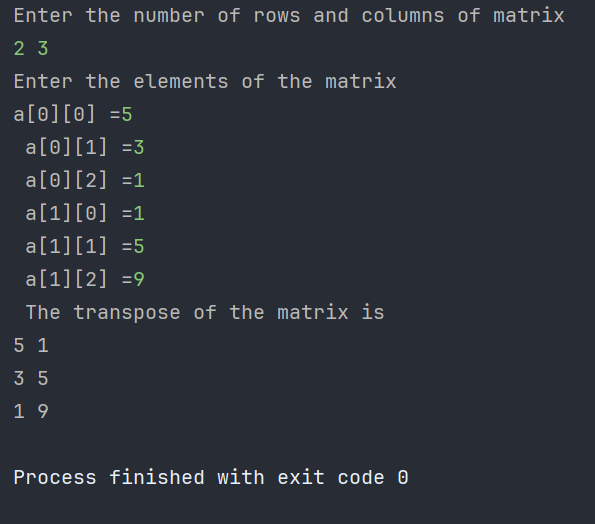 Enter the number of rows and columns of matrix
2 3
Enter the elements of the matrix
a[0][0] =5
a[0][1] =3
a[0][2] =1
a[1][0] =1
a[1][1] =5
a[1][2] =9
The transpose of the matrix is
5 1
3 5
1 9
Process finished with exit code 0